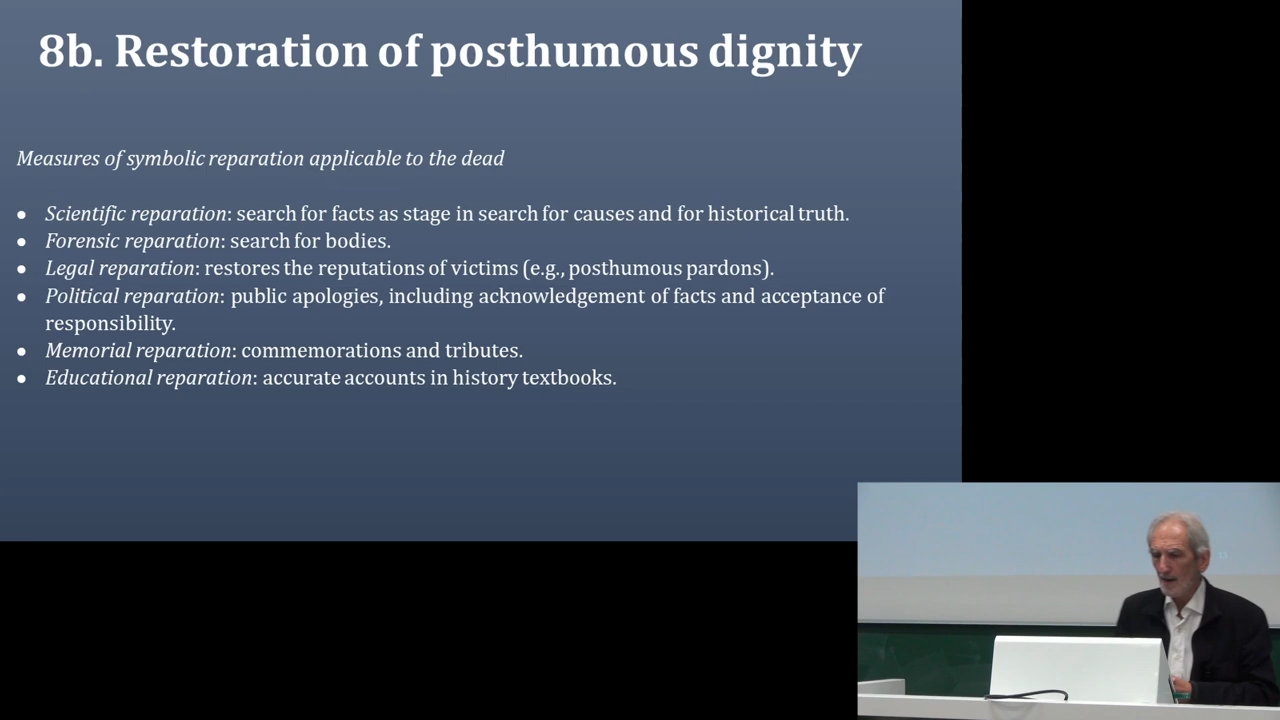 8b. Restoration of posthumous dignity
Measures of symbolic reparation applicable to the dead
• Scientific reparation: search for facts as stage in search for causes and for historical truth.
• Forensic reparation: search for bodies.
• Legal reparation: restores the reputations of victims (e.g., posthumous pardons).
• Political reparation: public apologies, including acknowledgement of facts and acceptance of
responsibility.
• Memorial reparation: commemorations and tributes.
• Educational reparation: accurate accounts in history textbooks.